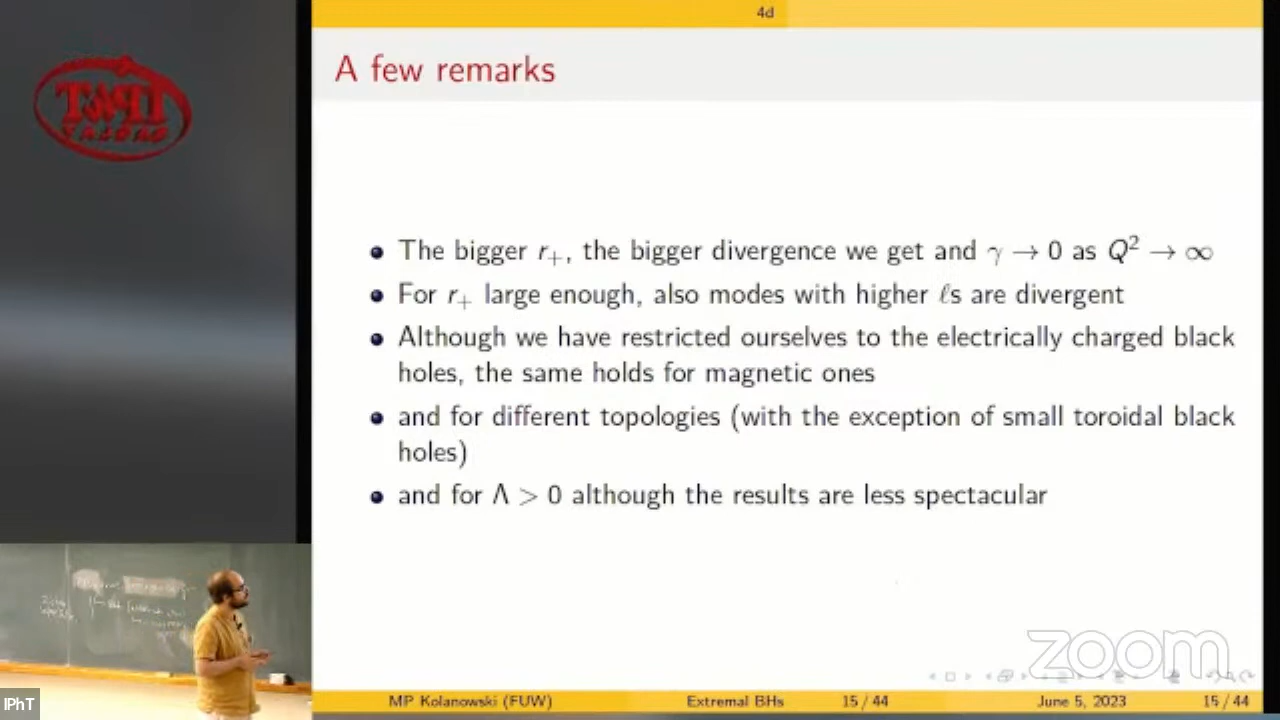 4d
A few remarks
The bigger r₊, the bigger divergence we get and γ → 0 as Q² → ∞
For r₊ large enough, also modes with higher ℓs are divergent
Although we have restricted ourselves to the electrically charged black
holes, the same holds for magnetic ones
and for different topologies (with the exception of small toroidal black
holes)
and for Λ > 0 although the results are less spectacular
zoom
MP Kolanowski (FUW) Extremal BHs 15 / 44 June 5, 2023 15 / 44
IPhT